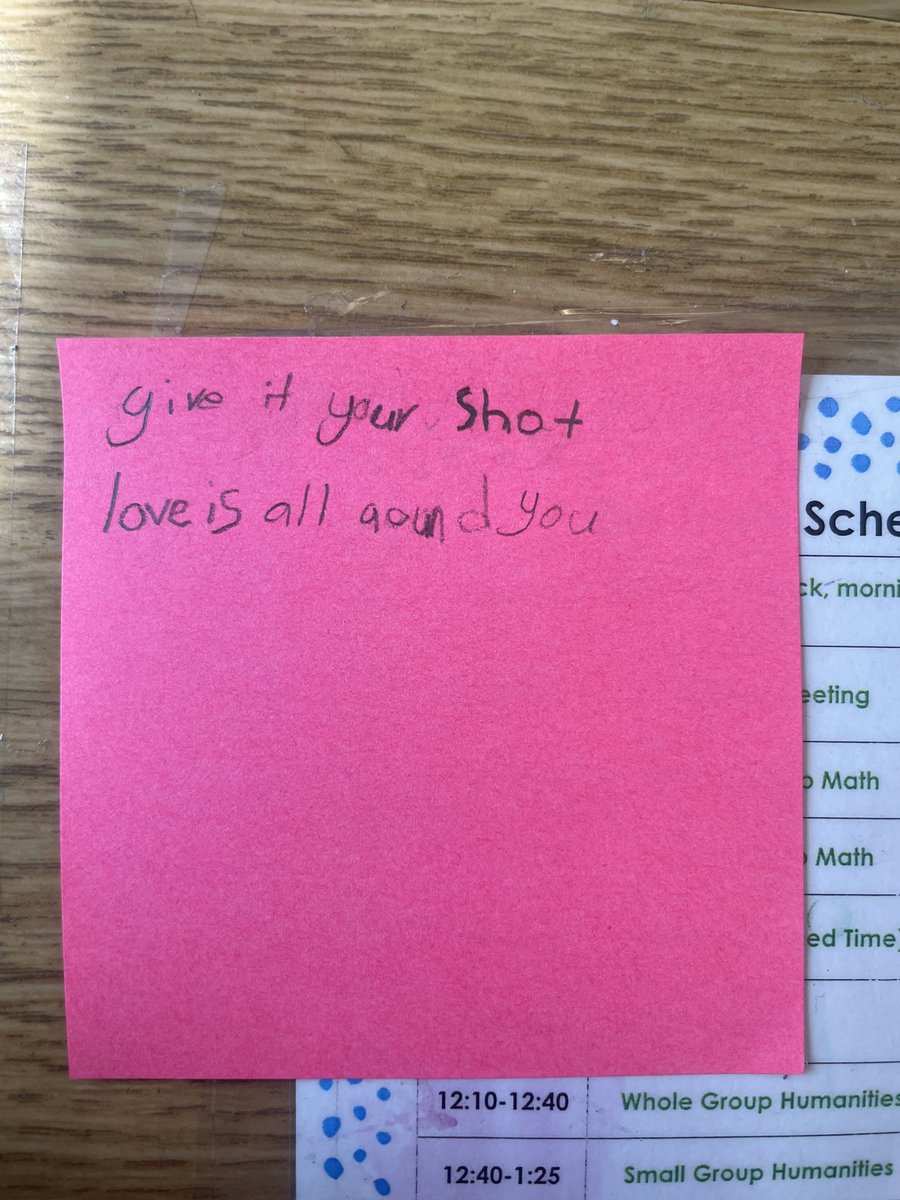 give it your shot
love is all aound you
Sche
ck, morni
eeting
Math
Math
ed Time)
12:10-12:40 Whole Group Humanities
12:40-1:25 Small Group Humanities